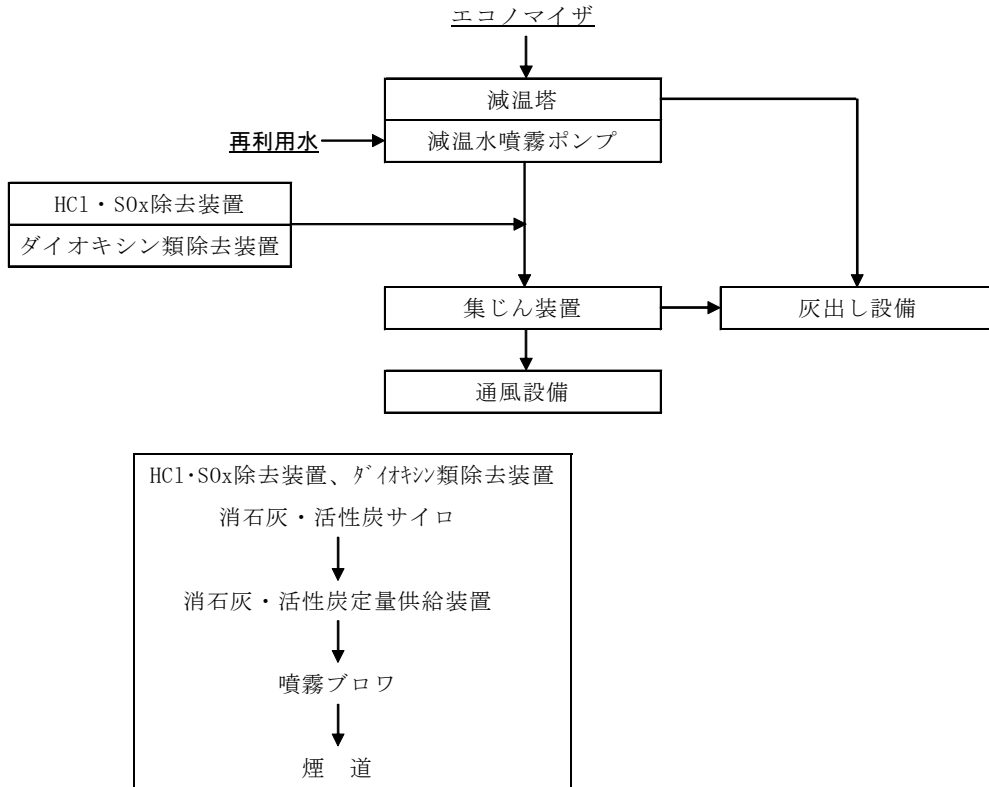 エコノマイザ
減温塔
再利用水
減温水噴霧ポンプ
HCl・SOx除去装置
ダイオキシン類除去装置
集じん装置
灰出し設備
通風設備
HCl･SOx除去装置、ﾀﾞｲｵｷｼﾝ類除去装置
消石灰・活性炭サイロ
消石灰・活性炭定量供給装置
噴霧ブロワ
煙　道